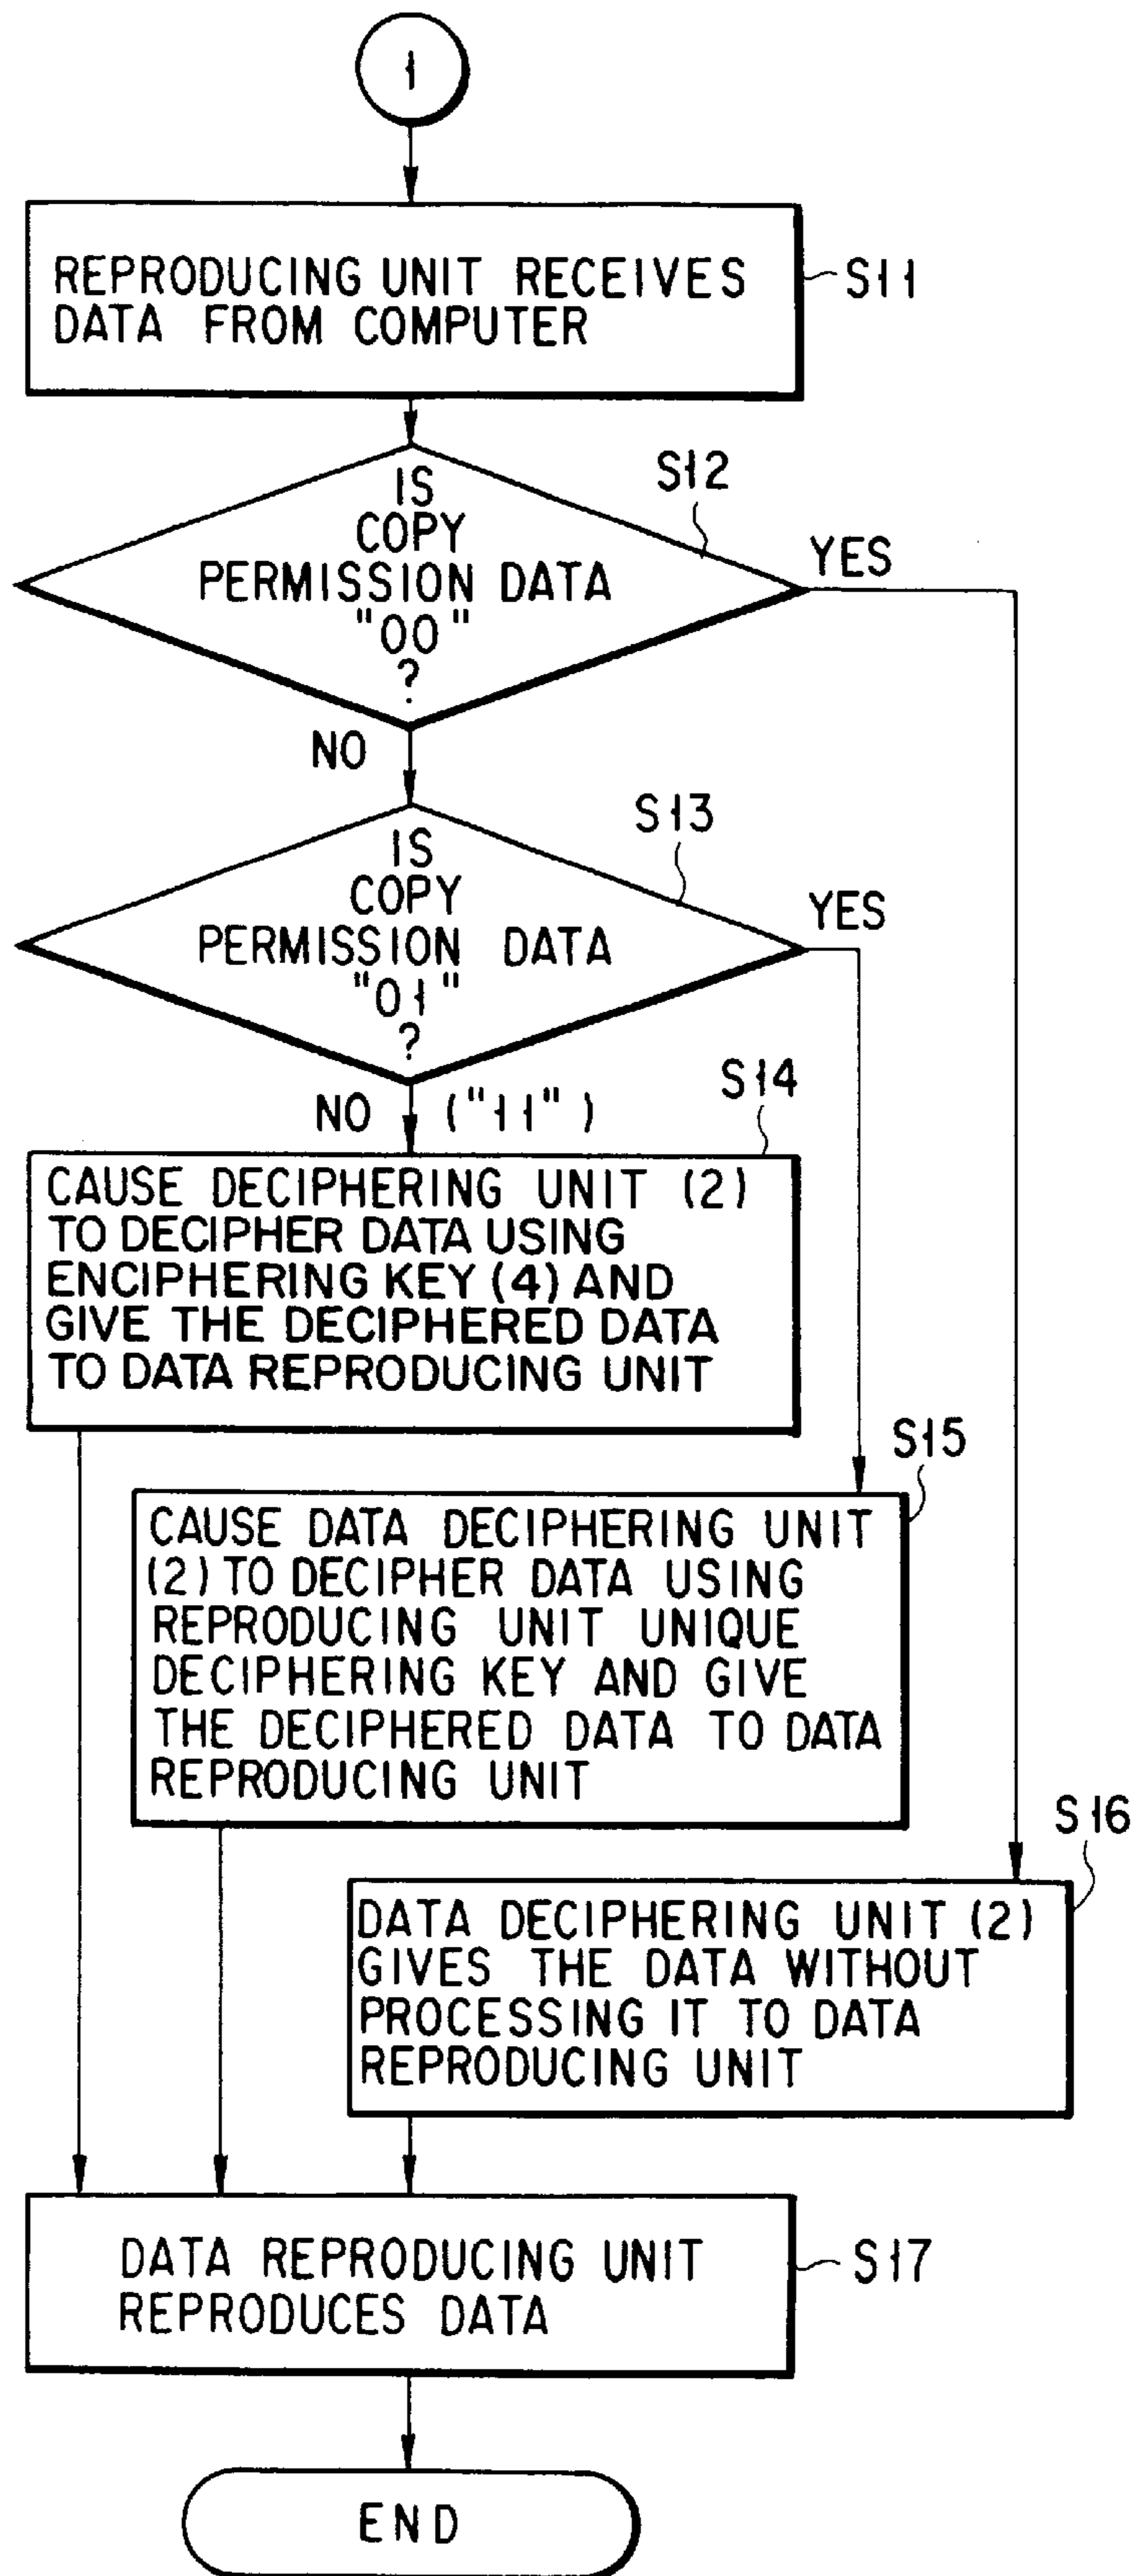 1
REPRODUCING UNIT RECEIVES
DATA FROM COMPUTER
S11
IS
COPY
PERMISSION DATA
"00"
?
S12
YES
NO
IS
COPY
PERMISSION DATA
"01"
?
S13
YES
NO ("11")
S14
CAUSE DECIPHERING UNIT (2)
TO DECIPHER DATA USING
ENCIPHERING KEY (4) AND
GIVE THE DECIPHERED DATA
TO DATA REPRODUCING UNIT
S15
CAUSE DATA DECIPHERING UNIT
(2) TO DECIPHER DATA USING
REPRODUCING UNIT UNIQUE
DECIPHERING KEY AND GIVE
THE DECIPHERED DATA TO DATA
REPRODUCING UNIT
S16
DATA DECIPHERING UNIT (2)
GIVES THE DATA WITHOUT
PROCESSING IT TO DATA
REPRODUCING UNIT
DATA REPRODUCING UNIT
REPRODUCES DATA
S17
END